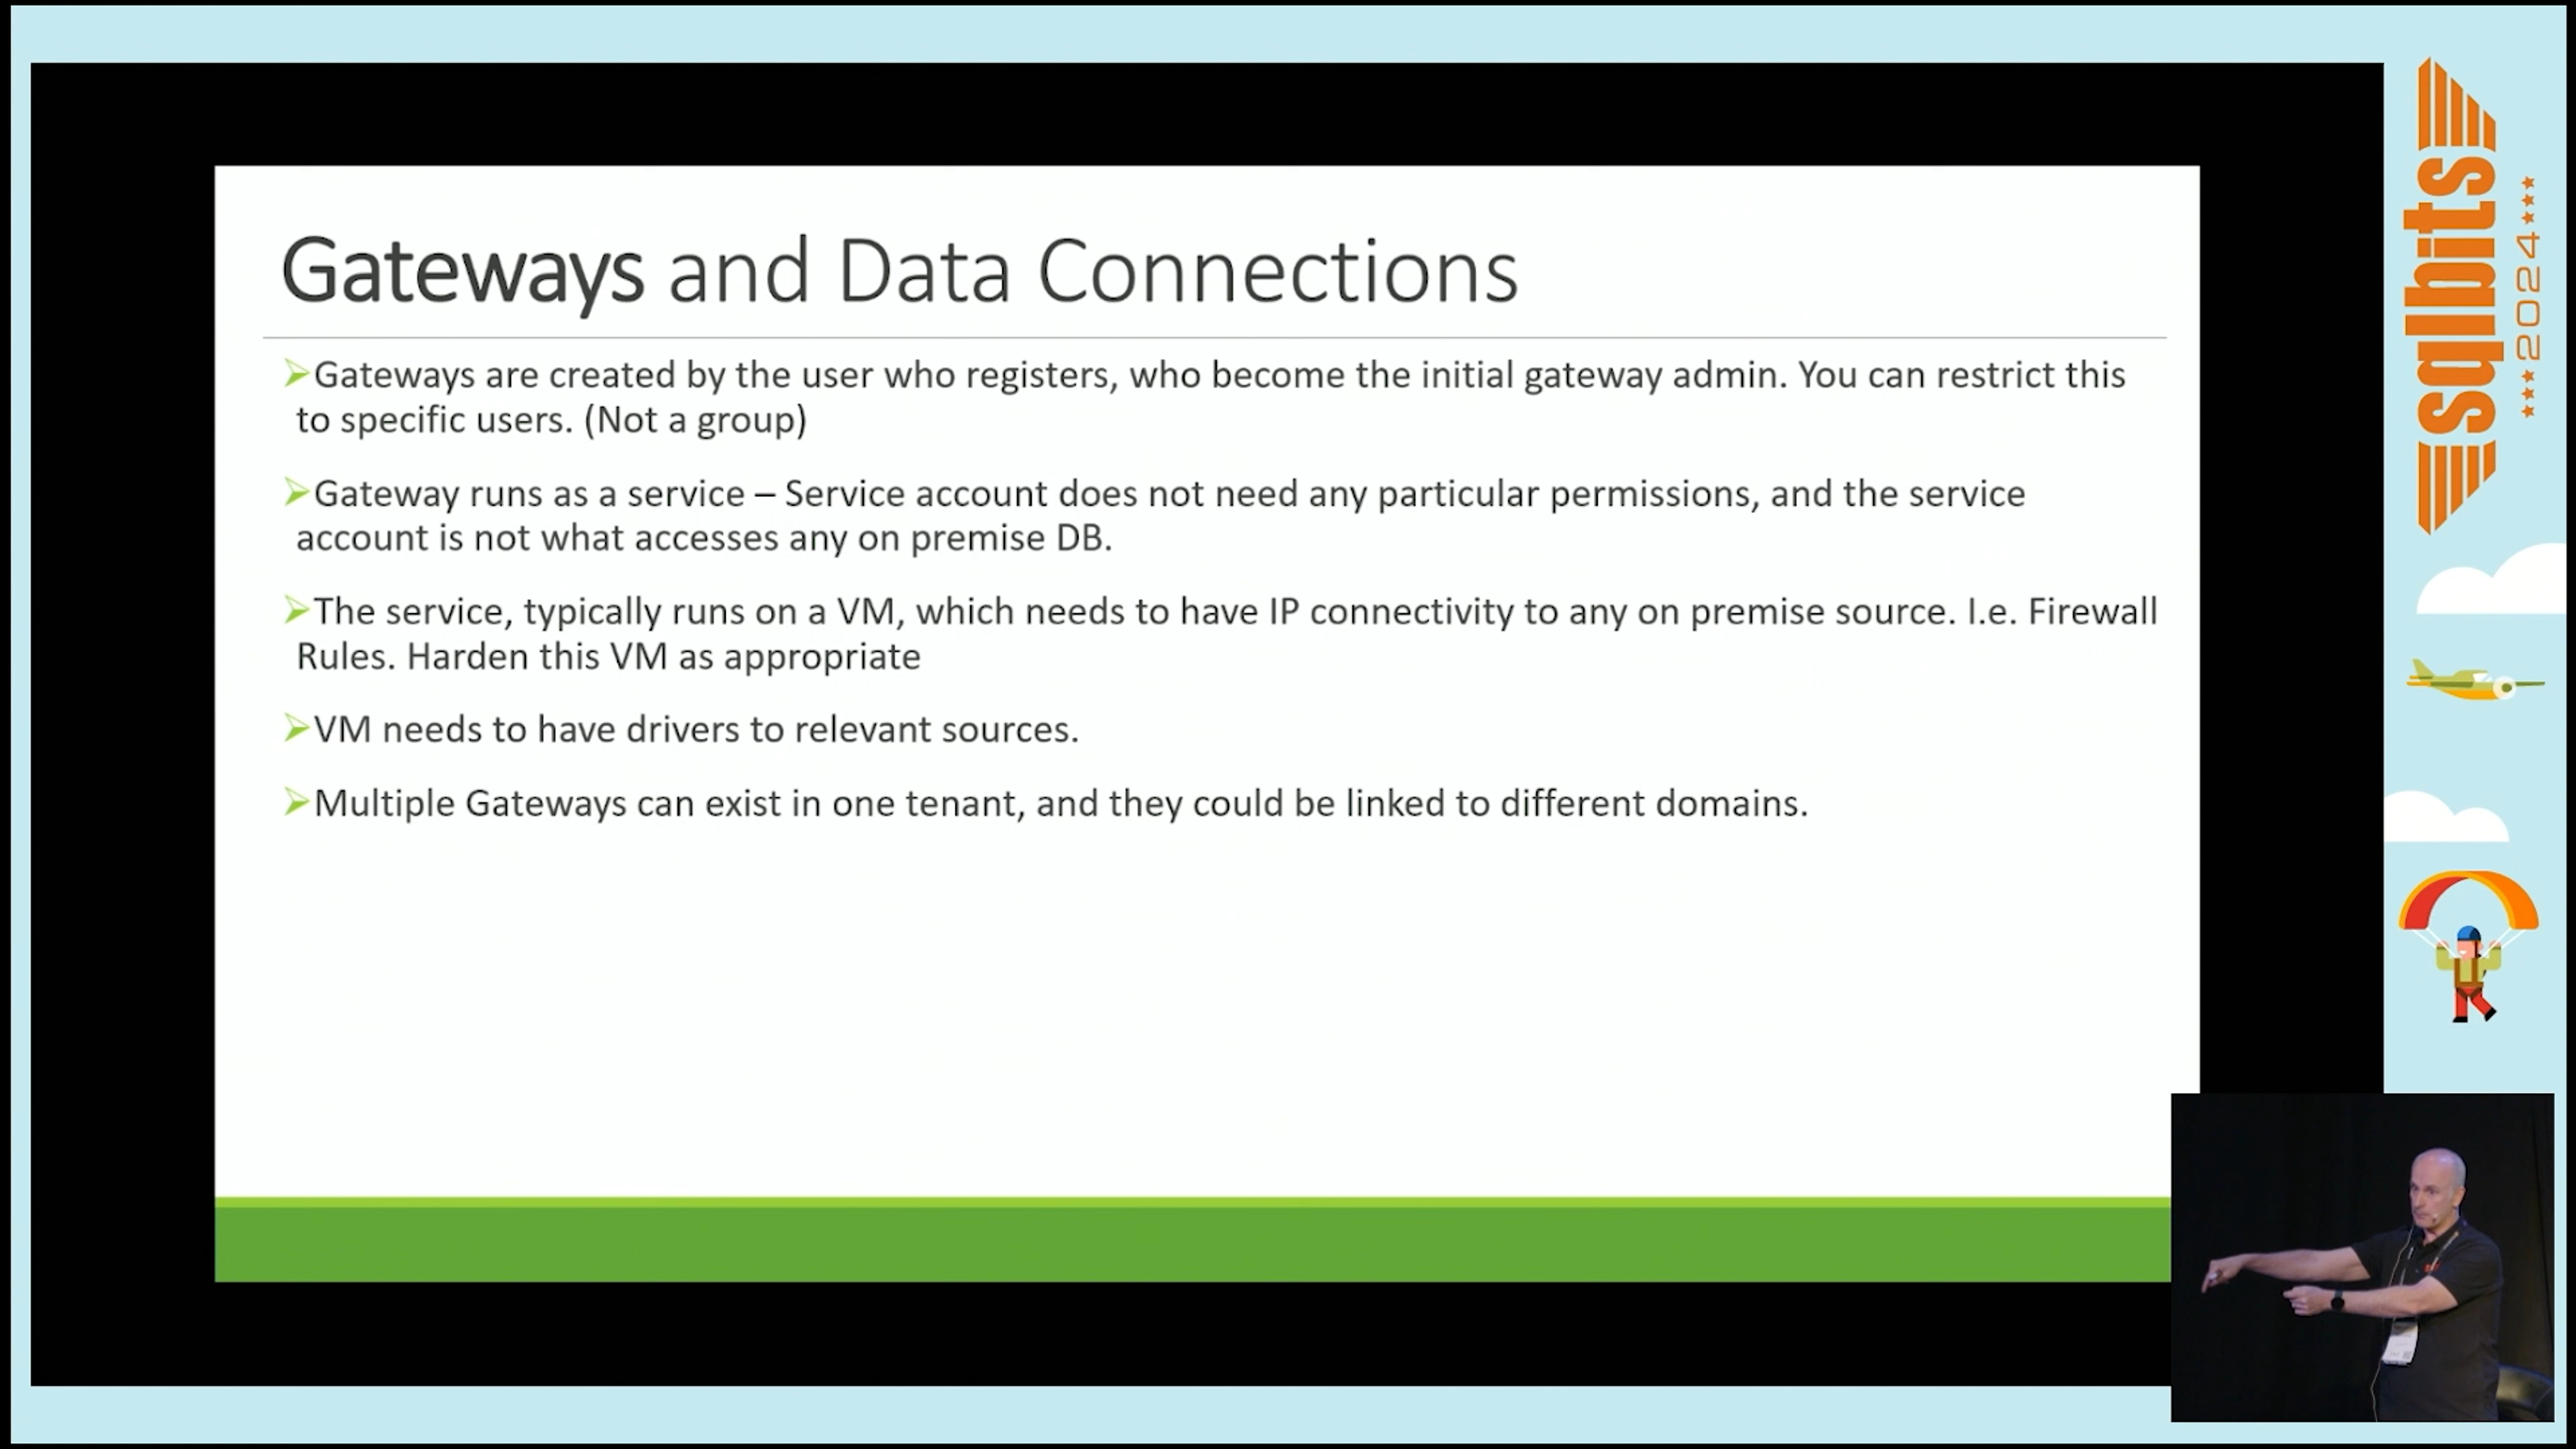 Gateways and Data Connections
Gateways are created by the user who registers, who become the initial gateway admin. You can restrict this
to specific users. (Not a group)
Gateway runs as a service – Service account does not need any particular permissions, and the service
account is not what accesses any on premise DB.
The service, typically runs on a VM, which needs to have IP connectivity to any on premise source. I.e. Firewall
Rules. Harden this VM as appropriate
VM needs to have drivers to relevant sources.
Multiple Gateways can exist in one tenant, and they could be linked to different domains.
sqlbits
2024